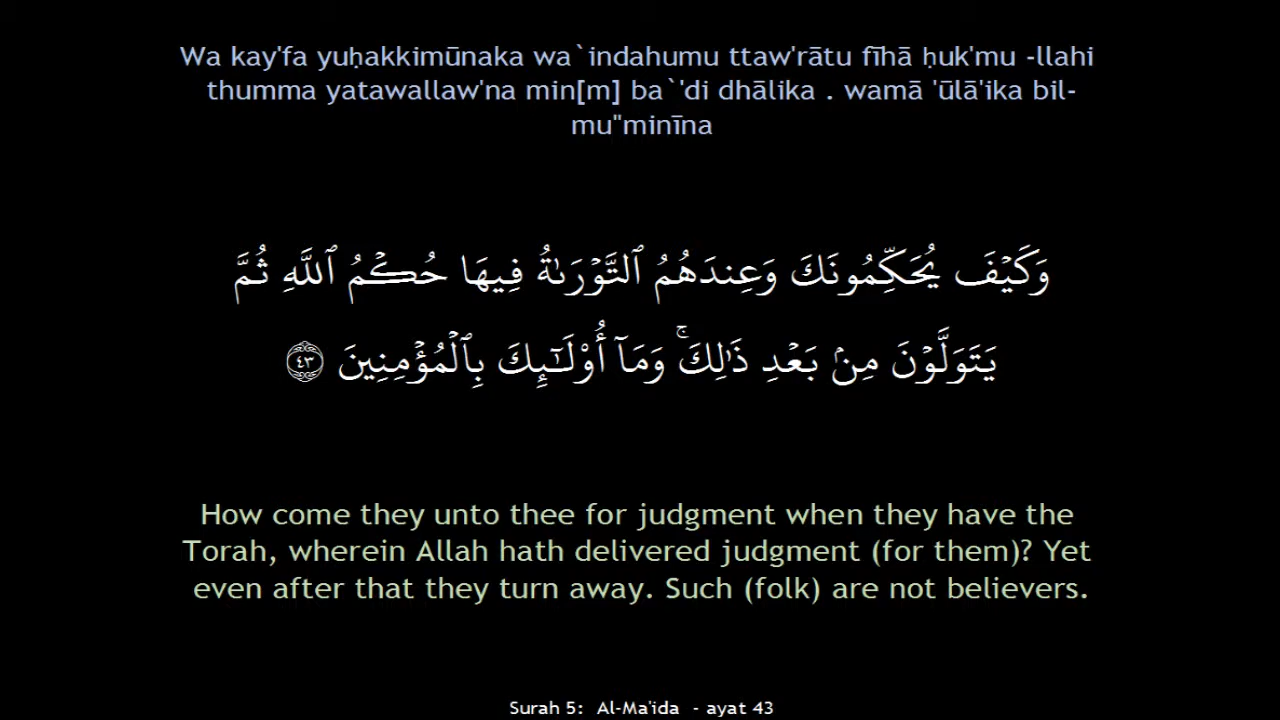 Wa kay'fa yuḥakkimūnaka wa`indahumu ttaw'rātu fīhā ḥuk'mu -llahi
thumma yatawallaw'na min[m] ba`'di dhālika . wamā 'ūlā'ika bil-
mu"minīna
وَكَيْفَ يُحَكِّمُونَكَ وَعِندَهُمُ ٱلتَّوْرَىٰةُ فِيهَا حُكْمُ ٱللَّهِ ثُمَّ
يَتَوَلَّوْنَ مِنۢ بَعْدِ ذَٰلِكَ ۚ وَمَآ أُو۟لَـٰٓئِكَ بِٱلْمُؤْمِنِينَ ٤٣
How come they unto thee for judgment when they have the
Torah, wherein Allah hath delivered judgment (for them)? Yet
even after that they turn away. Such (folk) are not believers.
Surah 5: Al-Ma'ida - ayat 43